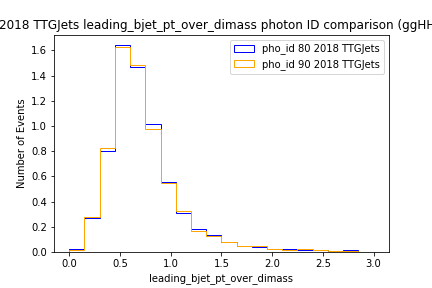 2018 TTGJets leading_bjet_pt_over_dimass photon ID comparison (ggHH
pho_id 80 2018 TTGJets
pho_id 90 2018 TTGJets
Number of Events
1.6
1.4
1.2
1.0
0.8
0.6
0.4
0.2
0.0
0.0 0.5 1.0 1.5 2.0 2.5 3.0
leading_bjet_pt_over_dimass